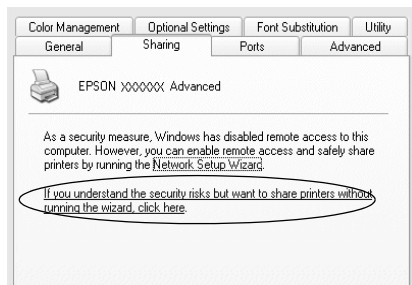 Color Management Optional Settings Font Substitution Utility
General Sharing Ports Advanced
EPSON XXXXXX Advanced
As a security measure, Windows has disabled remote access to this
computer. However, you can enable remote access and safely share
printers by running the Network Setup Wizard.
If you understand the security risks but want to share printers without
running the wizard, click here.